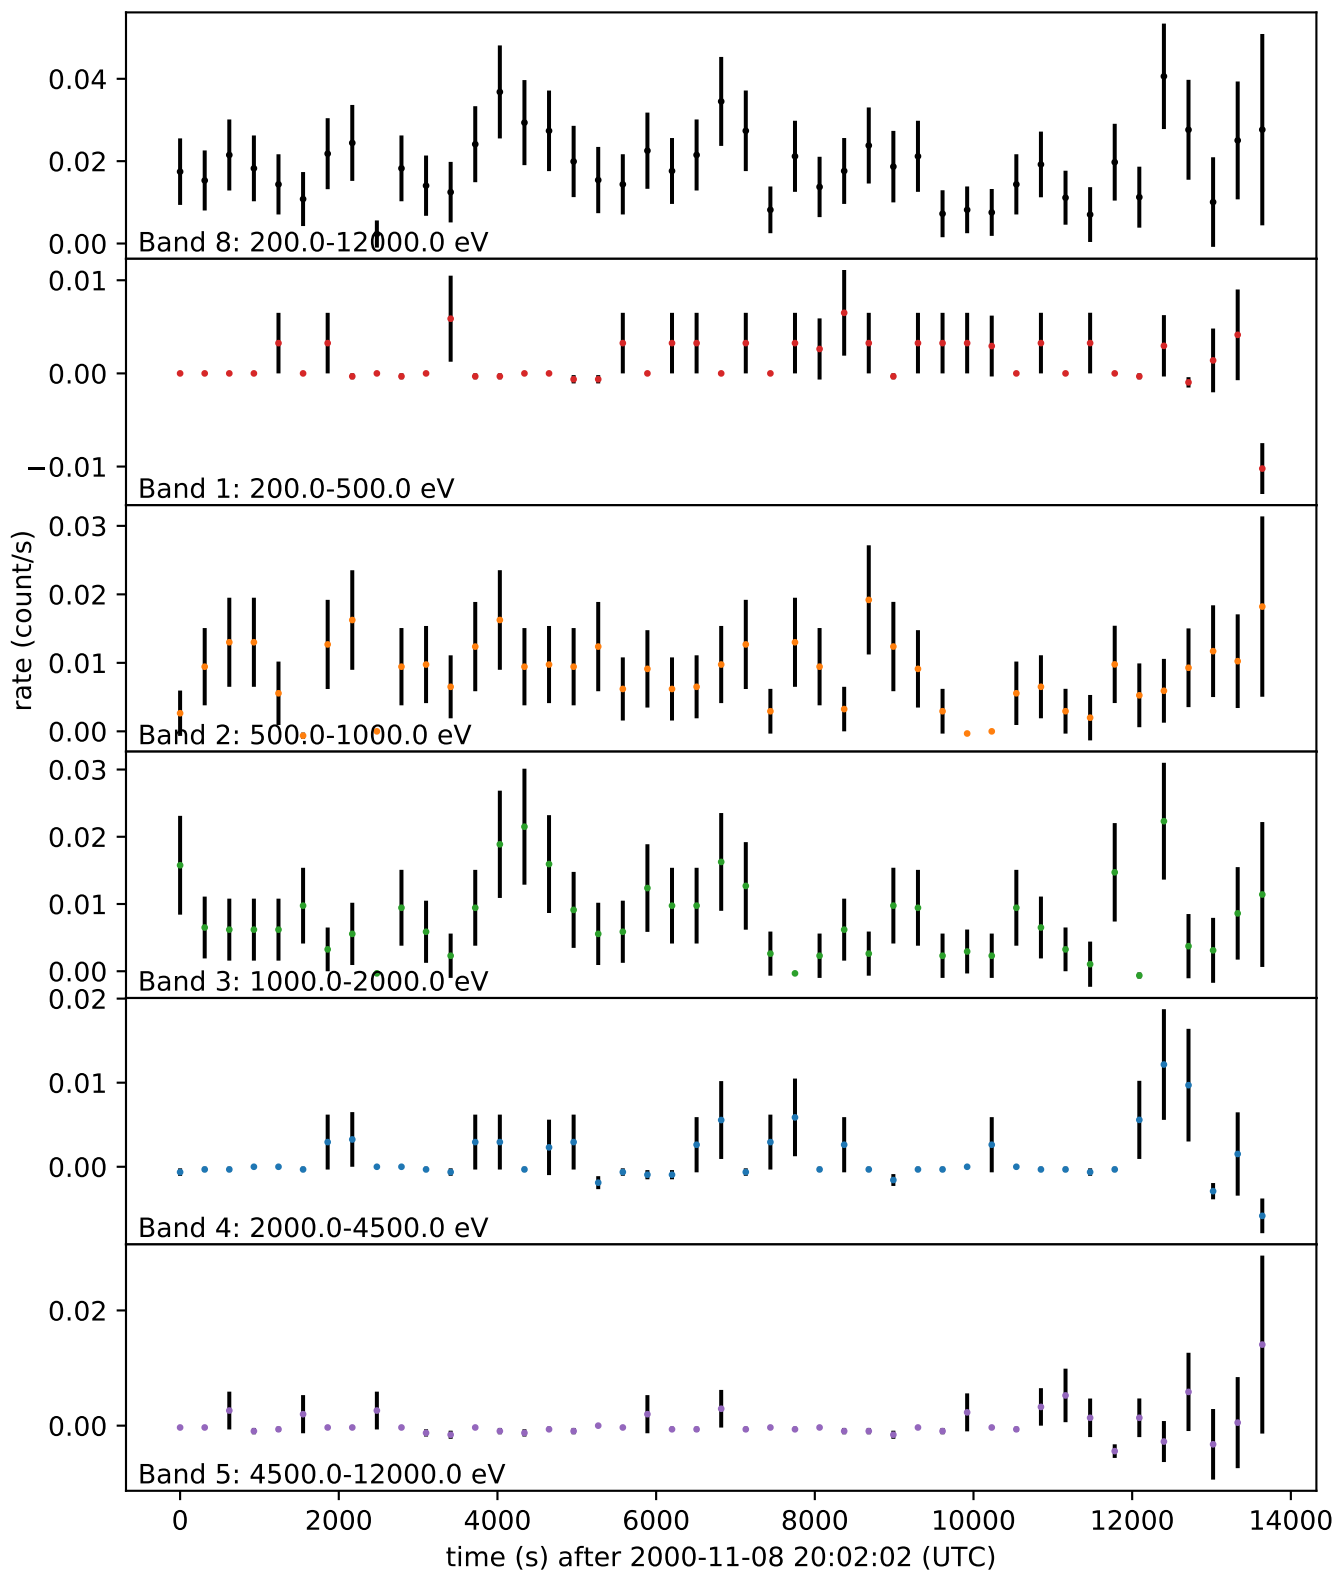 0.04
0.02
0.00
Band 8: 200.0-12000.0 eV
0.01
0.00
−0.01
Band 1: 200.0-500.0 eV
rate (count/s)
0.03
0.02
0.01
0.00
Band 2: 500.0-1000.0 eV
0.03
0.02
0.01
0.00
Band 3: 1000.0-2000.0 eV
0.02
0.01
0.00
Band 4: 2000.0-4500.0 eV
0.02
0.00
Band 5: 4500.0-12000.0 eV
0 2000 4000 6000 8000 10000 12000 14000
time (s) after 2000-11-08 20:02:02 (UTC)